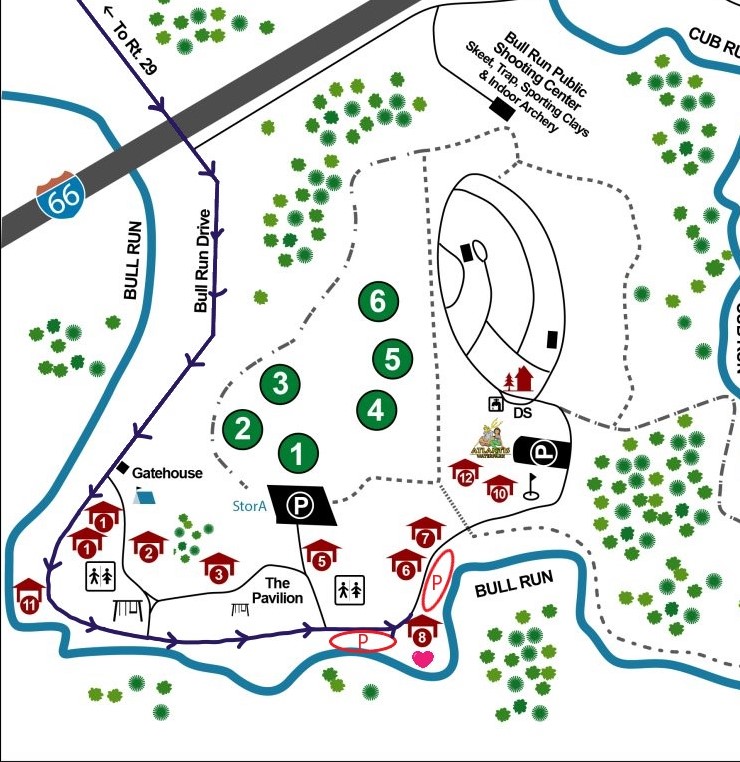 ← To Rt. 29
Bull Run Public
Shooting Center
Skeet, Trap, Sporting Clays
& Indoor Archery
66
BULL RUN
Bull Run Drive
6
5
4
3
2
1
Gatehouse
StorA
P
DS
ATLANTIS
WATERPARK
P
12
10
1
1
2
3
5
7
6
P
The
Pavilion
11
8
P
BULL RUN